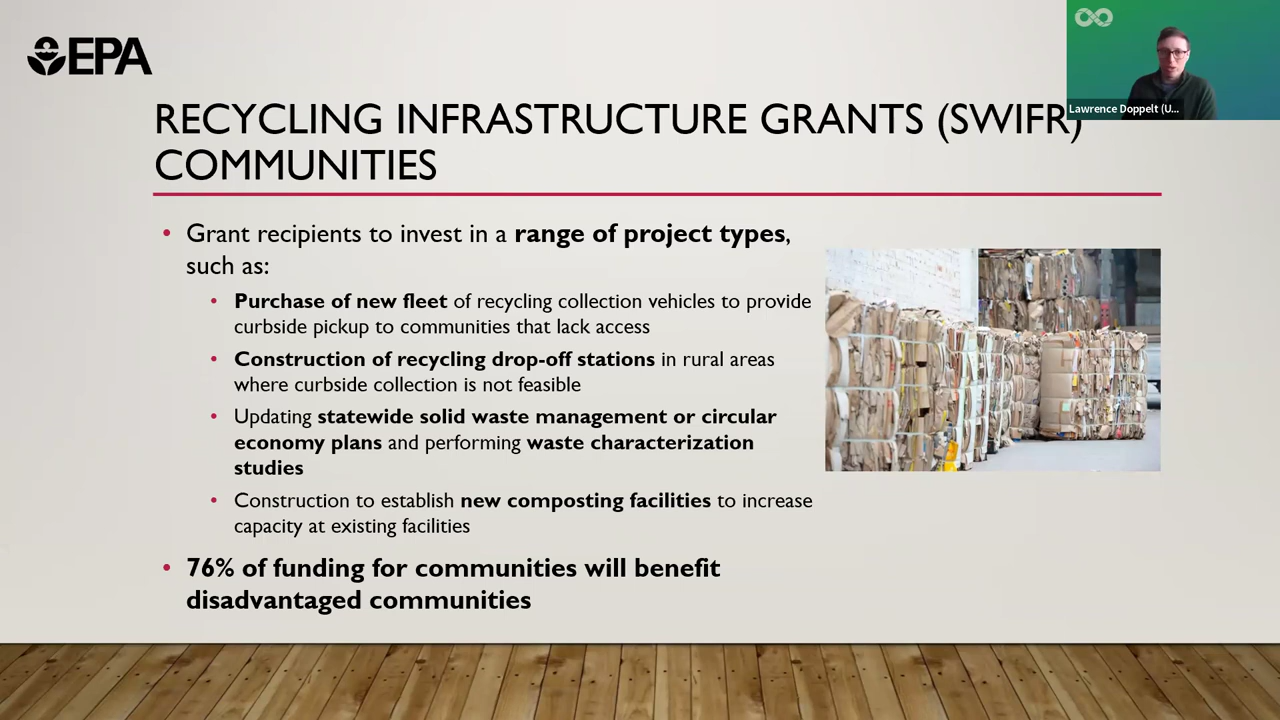 EPA
Lawrence Doppelt (U...
RECYCLING INFRASTRUCTURE GRANTS (SWIFR)
COMMUNITIES
• Grant recipients to invest in a range of project types,
such as:
• Purchase of new fleet of recycling collection vehicles to provide
curbside pickup to communities that lack access
• Construction of recycling drop-off stations in rural areas
where curbside collection is not feasible
• Updating statewide solid waste management or circular
economy plans and performing waste characterization
studies
• Construction to establish new composting facilities to increase
capacity at existing facilities
• 76% of funding for communities will benefit
disadvantaged communities